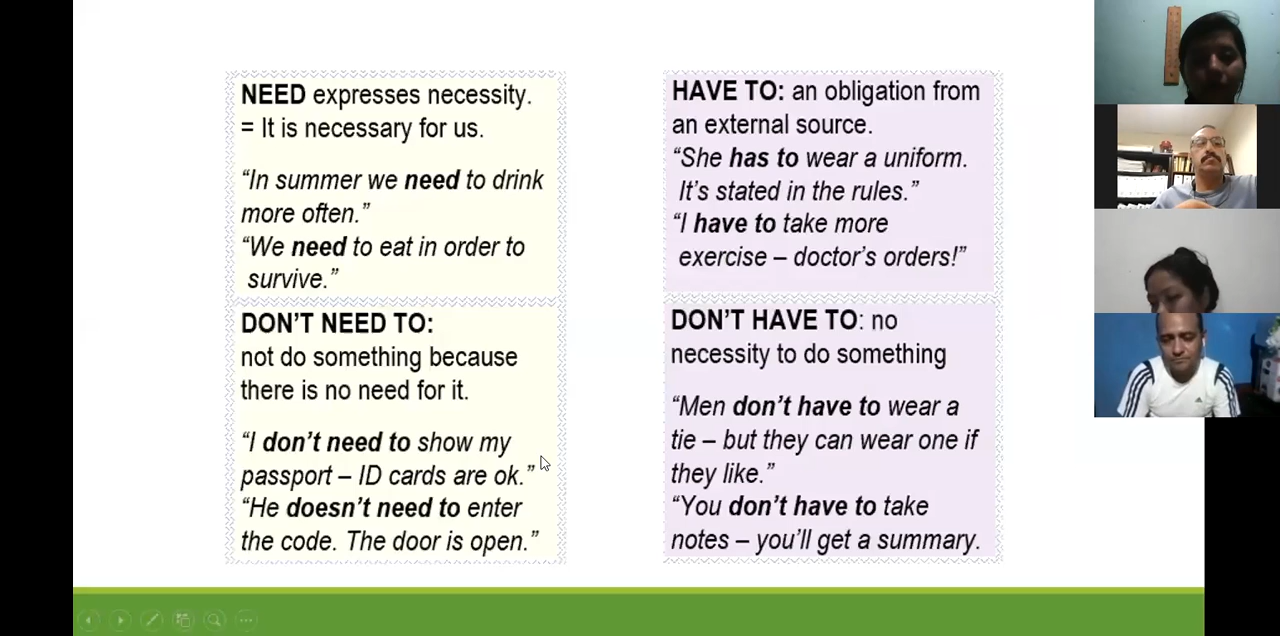 NEED expresses necessity.
= It is necessary for us.
“In summer we need to drink
more often.”
“We need to eat in order to
survive.”
DON’T NEED TO:
not do something because
there is no need for it.
“I don’t need to show my
passport – ID cards are ok.”
“He doesn’t need to enter
the code. The door is open.”
HAVE TO: an obligation from
an external source.
“She has to wear a uniform.
It’s stated in the rules.”
“I have to take more
exercise – doctor’s orders!”
DON’T HAVE TO: no
necessity to do something
“Men don’t have to wear a
tie – but they can wear one if
they like.”
“You don’t have to take
notes – you’ll get a summary.